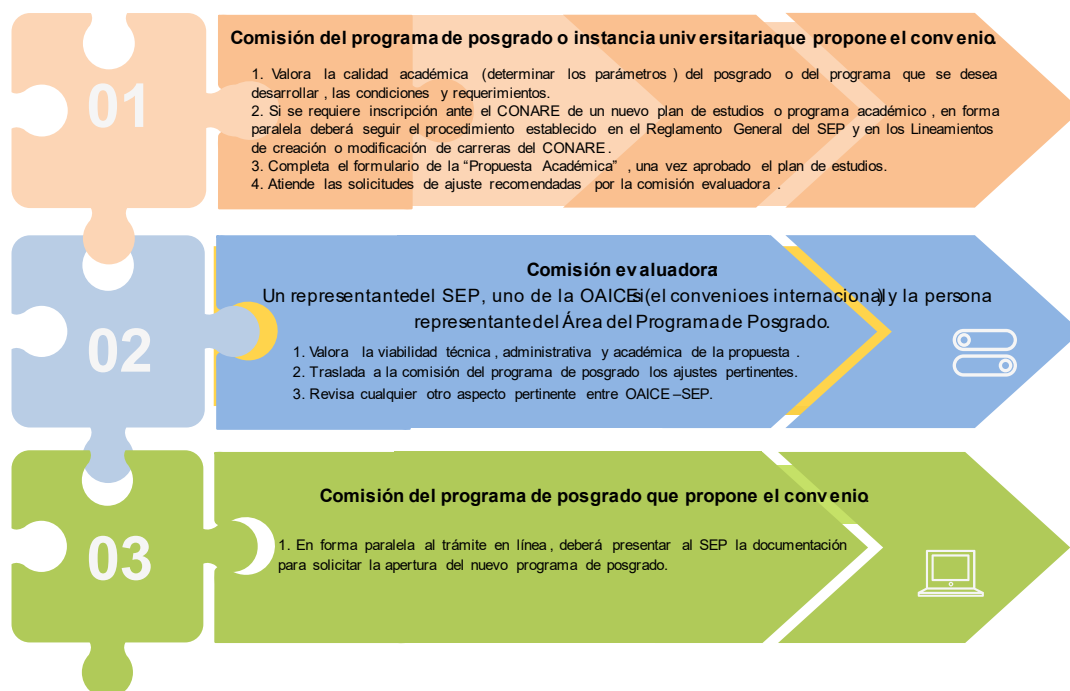 01
Comisión del programa de posgrado o instancia universitaria que propone el convenio.
1. Valora la calidad académica (determinar los parámetros ) del posgrado o del programa que se desea
desarrollar , las condiciones y requerimientos.
2. Si se requiere inscripción ante el CONARE de un nuevo plan de estudios o programa académico , en forma
paralela deberá seguir el procedimiento establecido en el Reglamento General del SEP y en los Lineamientos
de creación o modificación de carreras del CONARE .
3. Completa el formulario de la “Propuesta Académica” , una vez aprobado el plan de estudios.
4. Atiende las solicitudes de ajuste recomendadas por la comisión evaluadora .
02
Comisión evaluadora
Un representante del SEP, uno de la OAICE (si el convenio es internacional) y la persona
representante del Área del Programa de Posgrado.
1. Valora la viabilidad técnica , administrativa y académica de la propuesta .
2. Traslada a la comisión del programa de posgrado los ajustes pertinentes.
3. Revisa cualquier otro aspecto pertinente entre OAICE –SEP.
03
Comisión del programa de posgrado que propone el convenio
1. En forma paralela al trámite en línea , deberá presentar al SEP la documentación
para solicitar la apertura del nuevo programa de posgrado.